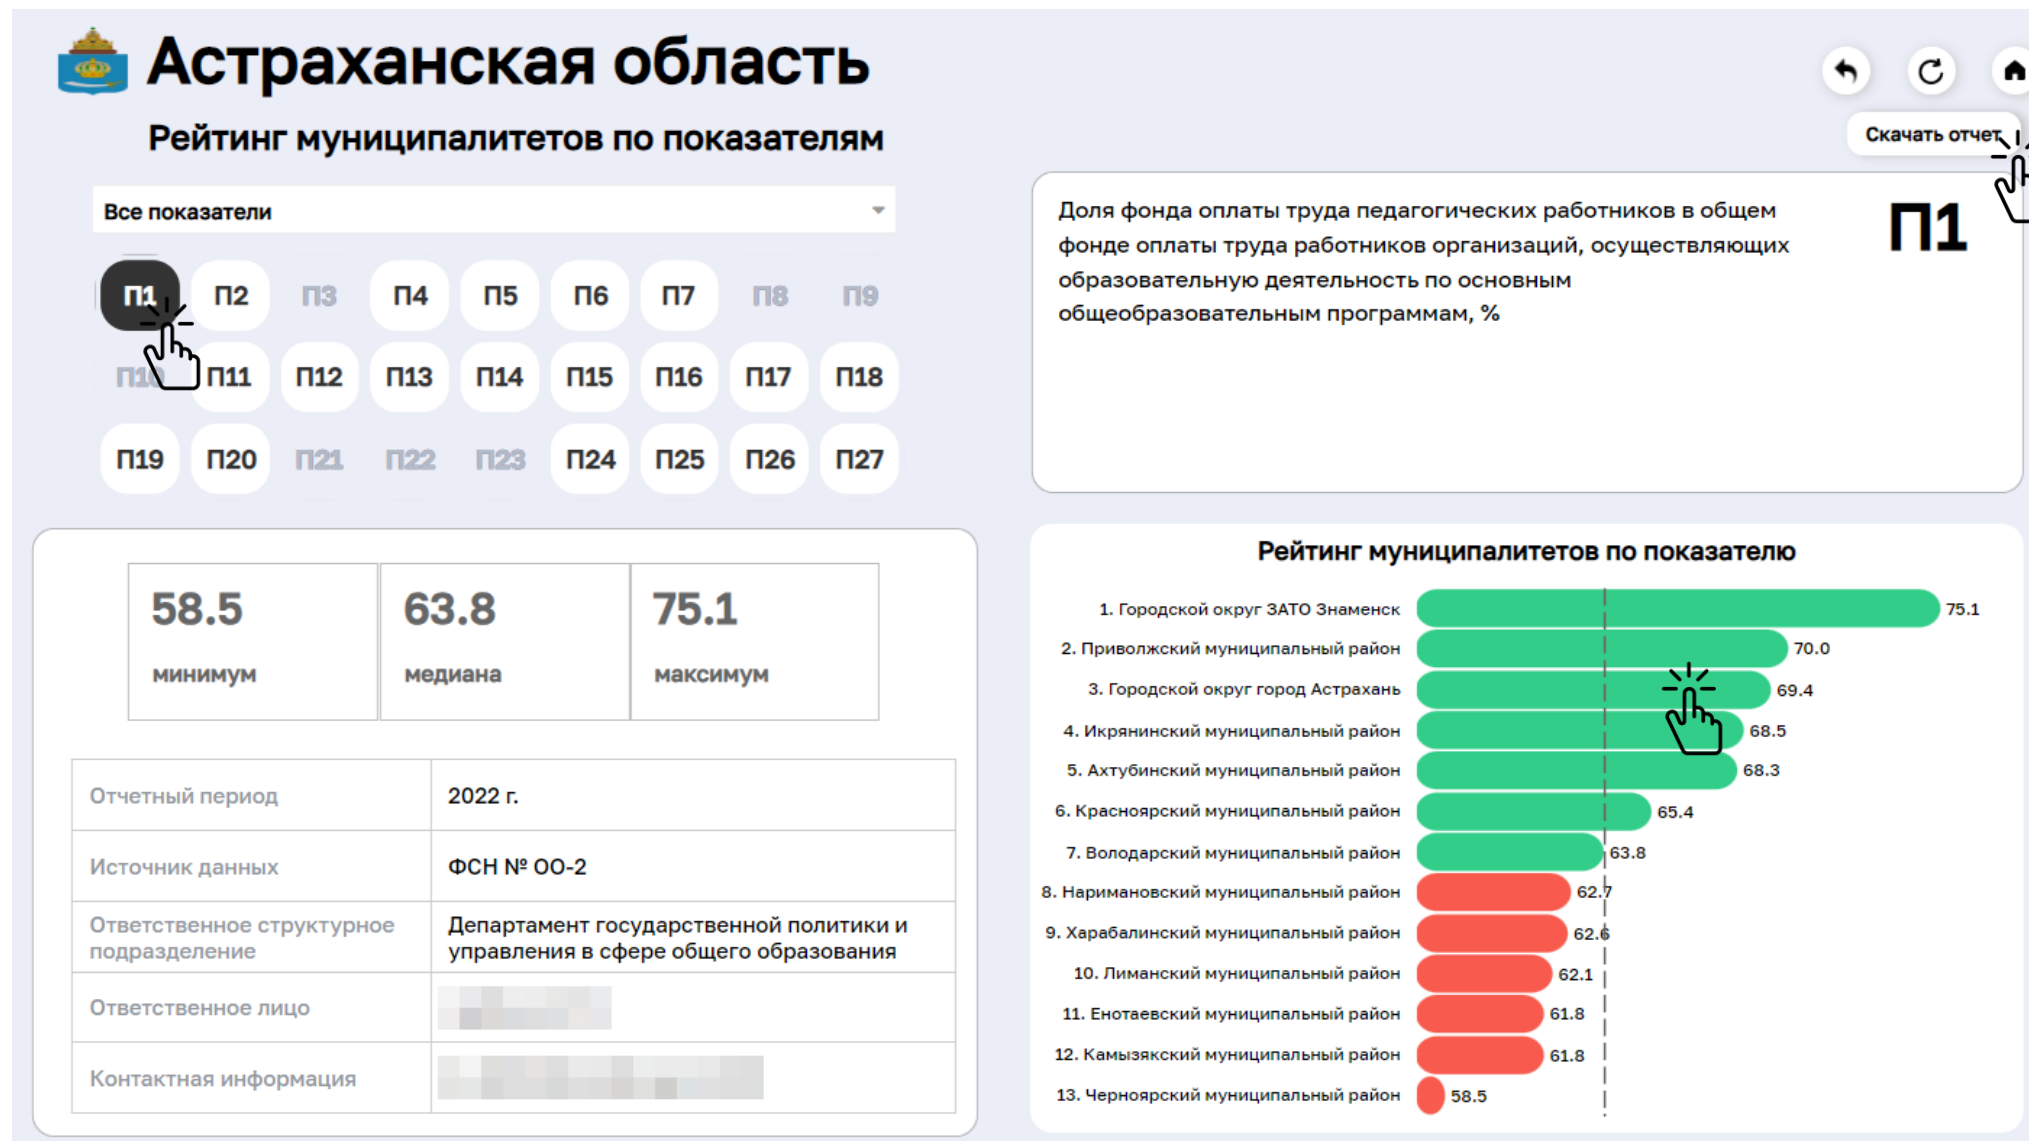 Астраханская область
Рейтинг муниципалитетов по показателям
Скачать отчет
Все показатели
П1 П2 П3 П4 П5 П6 П7 П8 П9
П10 П11 П12 П13 П14 П15 П16 П17 П18
П19 П20 П21 П22 П23 П24 П25 П26 П27
Доля фонда оплаты труда педагогических работников в общем
фонде оплаты труда работников организаций, осуществляющих
образовательную деятельность по основным
общеобразовательным программам, %
П1
58.5 63.8 75.1
минимум медиана максимум
Отчетный период 2022 г.
Источник данных ФСН № ОО-2
Ответственное структурное
подразделение
Департамент государственной политики и
управления в сфере общего образования
Ответственное лицо
Контактная информация
Рейтинг муниципалитетов по показателю
1. Городской округ ЗАТО Знаменск 75.1
2. Приволжский муниципальный район 70.0
3. Городской округ город Астрахань 69.4
4. Икрянинский муниципальный район 68.5
5. Ахтубинский муниципальный район 68.3
6. Красноярский муниципальный район 65.4
7. Володарский муниципальный район 63.8
8. Наримановский муниципальный район 62.7
9. Харабалинский муниципальный район 62.6
10. Лиманский муниципальный район 62.1
11. Енотаевский муниципальный район 61.8
12. Камызякский муниципальный район 61.8
13. Черноярский муниципальный район 58.5